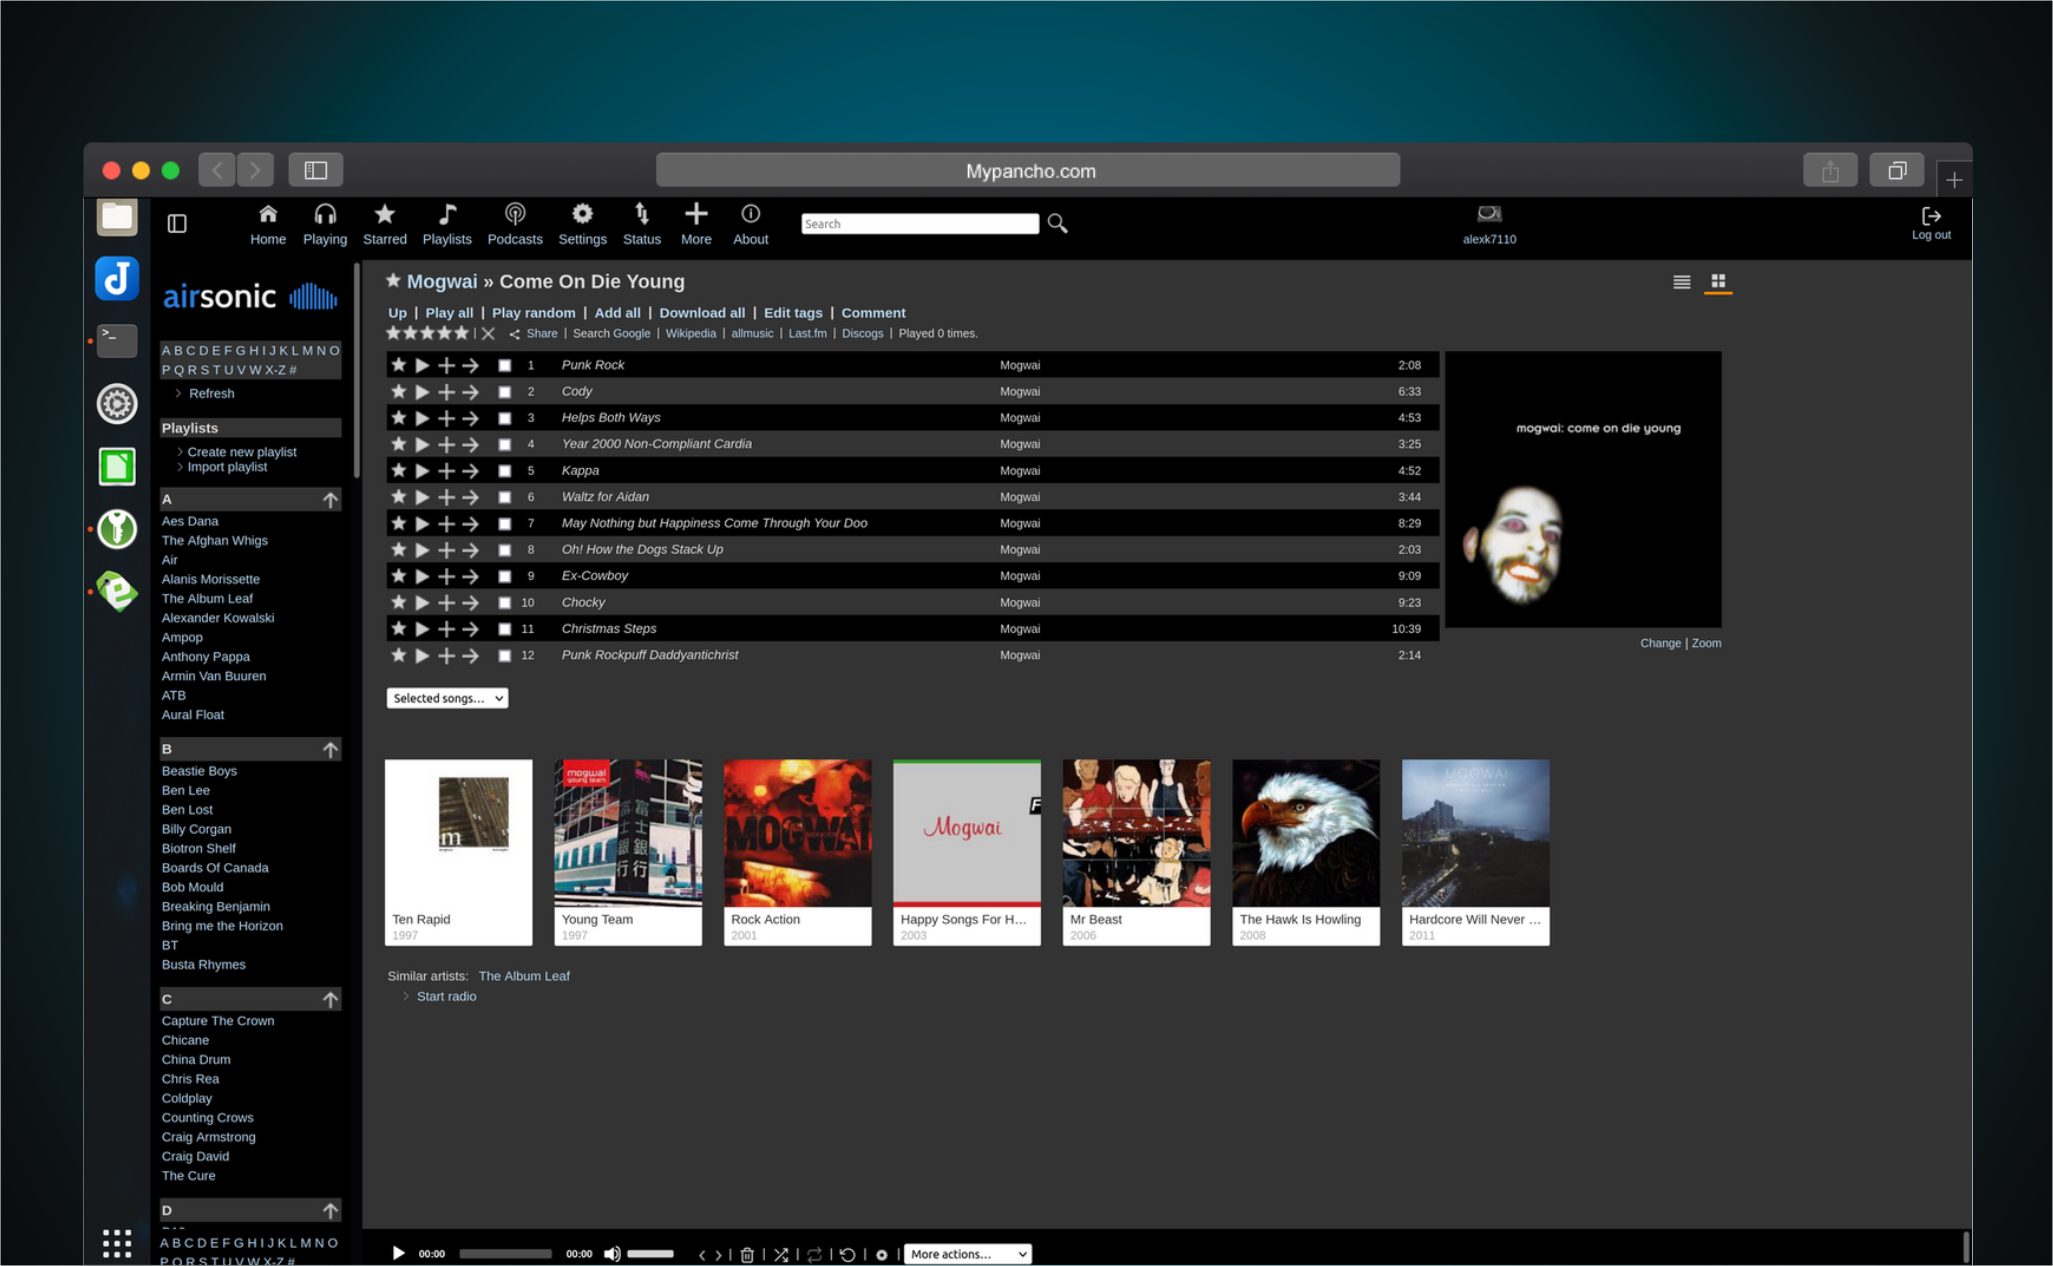 Mypancho.com
Home Playing Starred Playlists Podcasts Settings Status More About
Search
alexk7110
Log out
airsonic
A B C D E F G H I J K L M N O
P Q R S T U V W X-Z #
Refresh
Playlists
Create new playlist
Import playlist
A
Aes Dana
The Afghan Whigs
Air
Alanis Morissette
The Album Leaf
Alexander Kowalski
Ampop
Anthony Pappa
Armin Van Buuren
ATB
Aural Float
B
Beastie Boys
Ben Lee
Ben Lost
Billy Corgan
Biotron Shelf
Boards Of Canada
Bob Mould
Breaking Benjamin
Bring me the Horizon
BT
Busta Rhymes
C
Capture The Crown
Chicane
China Drum
Chris Rea
Coldplay
Counting Crows
Craig Armstrong
Craig David
The Cure
D
A B C D E F G H I J K L M N O
P Q R S T U V W X-Z #
Mogwai » Come On Die Young
Up | Play all | Play random | Add all | Download all | Edit tags | Comment
Share | Search Google | Wikipedia | allmusic | Last.fm | Discogs | Played 0 times.
1 Punk Rock Mogwai 2:08
2 Cody Mogwai 6:33
3 Helps Both Ways Mogwai 4:53
4 Year 2000 Non-Compliant Cardia Mogwai 3:25
5 Kappa Mogwai 4:52
6 Waltz for Aidan Mogwai 3:44
7 May Nothing but Happiness Come Through Your Doo Mogwai 8:29
8 Oh! How the Dogs Stack Up Mogwai 2:03
9 Ex-Cowboy Mogwai 9:09
10 Chocky Mogwai 9:23
11 Christmas Steps Mogwai 10:39
12 Punk Rockpuff Daddyantichrist Mogwai 2:14
mogwai: come on die young
Change | Zoom
Selected songs...
m
mogwai
young team
富士銀行
富士銀行
MOGWAI
Mogwai
F
MOGWAI
Ten Rapid
1997
Young Team
1997
Rock Action
2001
Happy Songs For H...
2003
Mr Beast
2006
The Hawk Is Howling
2008
Hardcore Will Never ...
2011
Similar artists: The Album Leaf
Start radio
00:00 00:00 More actions...